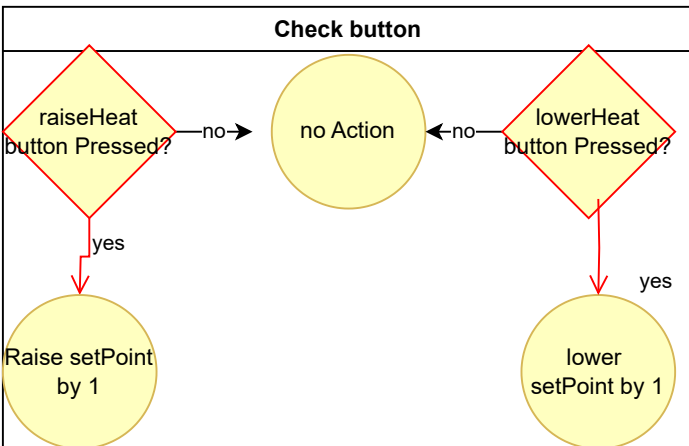 Check button
raiseHeat
button Pressed?
no
no Action
no
lowerHeat
button Pressed?
yes
yes
Raise setPoint
by 1
lower
setPoint by 1